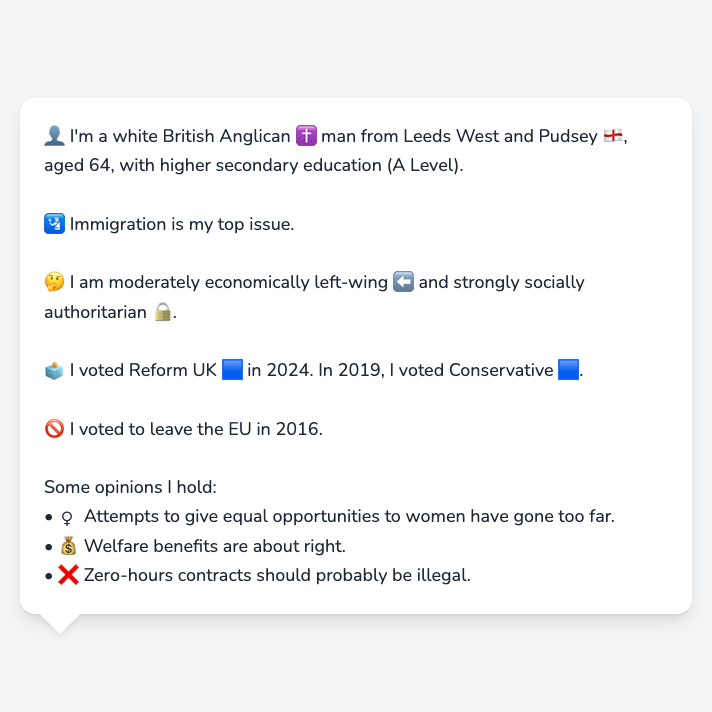 👤 I'm a white British Anglican ✝️ man from Leeds West and Pudsey 🏴󠁧󠁢󠁥󠁮󠁧󠁿,
aged 64, with higher secondary education (A Level).
🛂 Immigration is my top issue.
🤔 I am moderately economically left-wing ⬅️ and strongly socially
authoritarian 🔒.
🗳️ I voted Reform UK 🟦 in 2024. In 2019, I voted Conservative 🟦.
🚫 I voted to leave the EU in 2016.
Some opinions I hold:
• ♀ Attempts to give equal opportunities to women have gone too far.
• 💰 Welfare benefits are about right.
• ❌ Zero-hours contracts should probably be illegal.